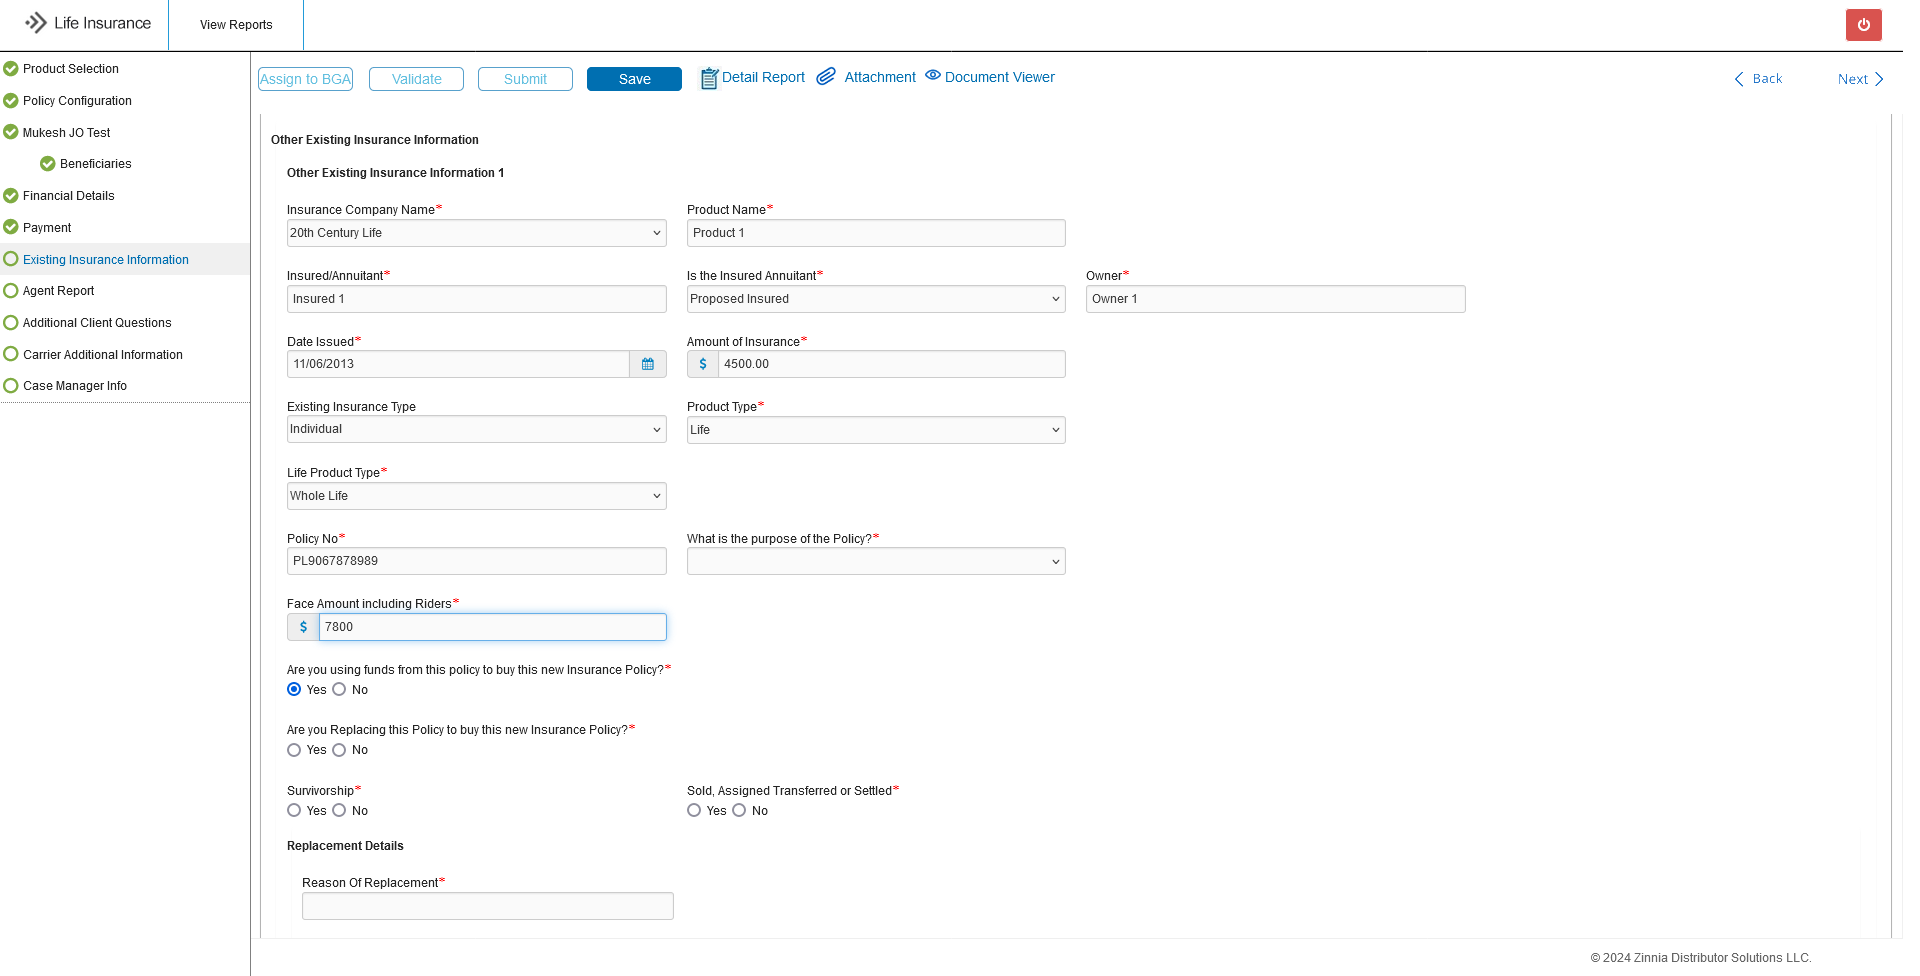 Life Insurance
View Reports
Product Selection
Policy Configuration
Mukesh JO Test
Beneficiaries
Financial Details
Payment
Existing Insurance Information
Agent Report
Additional Client Questions
Carrier Additional Information
Case Manager Info
Assign to BGA Validate Submit Save Detail Report Attachment Document Viewer Back Next
Other Existing Insurance Information
Other Existing Insurance Information 1
Insurance Company Name* Product Name*
20th Century Life Product 1
Insured/Annuitant* Is the Insured Annuitant* Owner*
Insured 1 Proposed Insured Owner 1
Date Issued* Amount of Insurance*
11/06/2013 $ 4500.00
Existing Insurance Type Product Type*
Individual Life
Life Product Type*
Whole Life
Policy No* What is the purpose of the Policy?*
PL9067878989
Face Amount including Riders*
$ 7800
Are you using funds from this policy to buy this new Insurance Policy?*
Yes No
Are you Replacing this Policy to buy this new Insurance Policy?*
Yes No
Survivorship* Sold, Assigned Transferred or Settled*
Yes No Yes No
Replacement Details
Reason Of Replacement*
© 2024 Zinnia Distributor Solutions LLC.